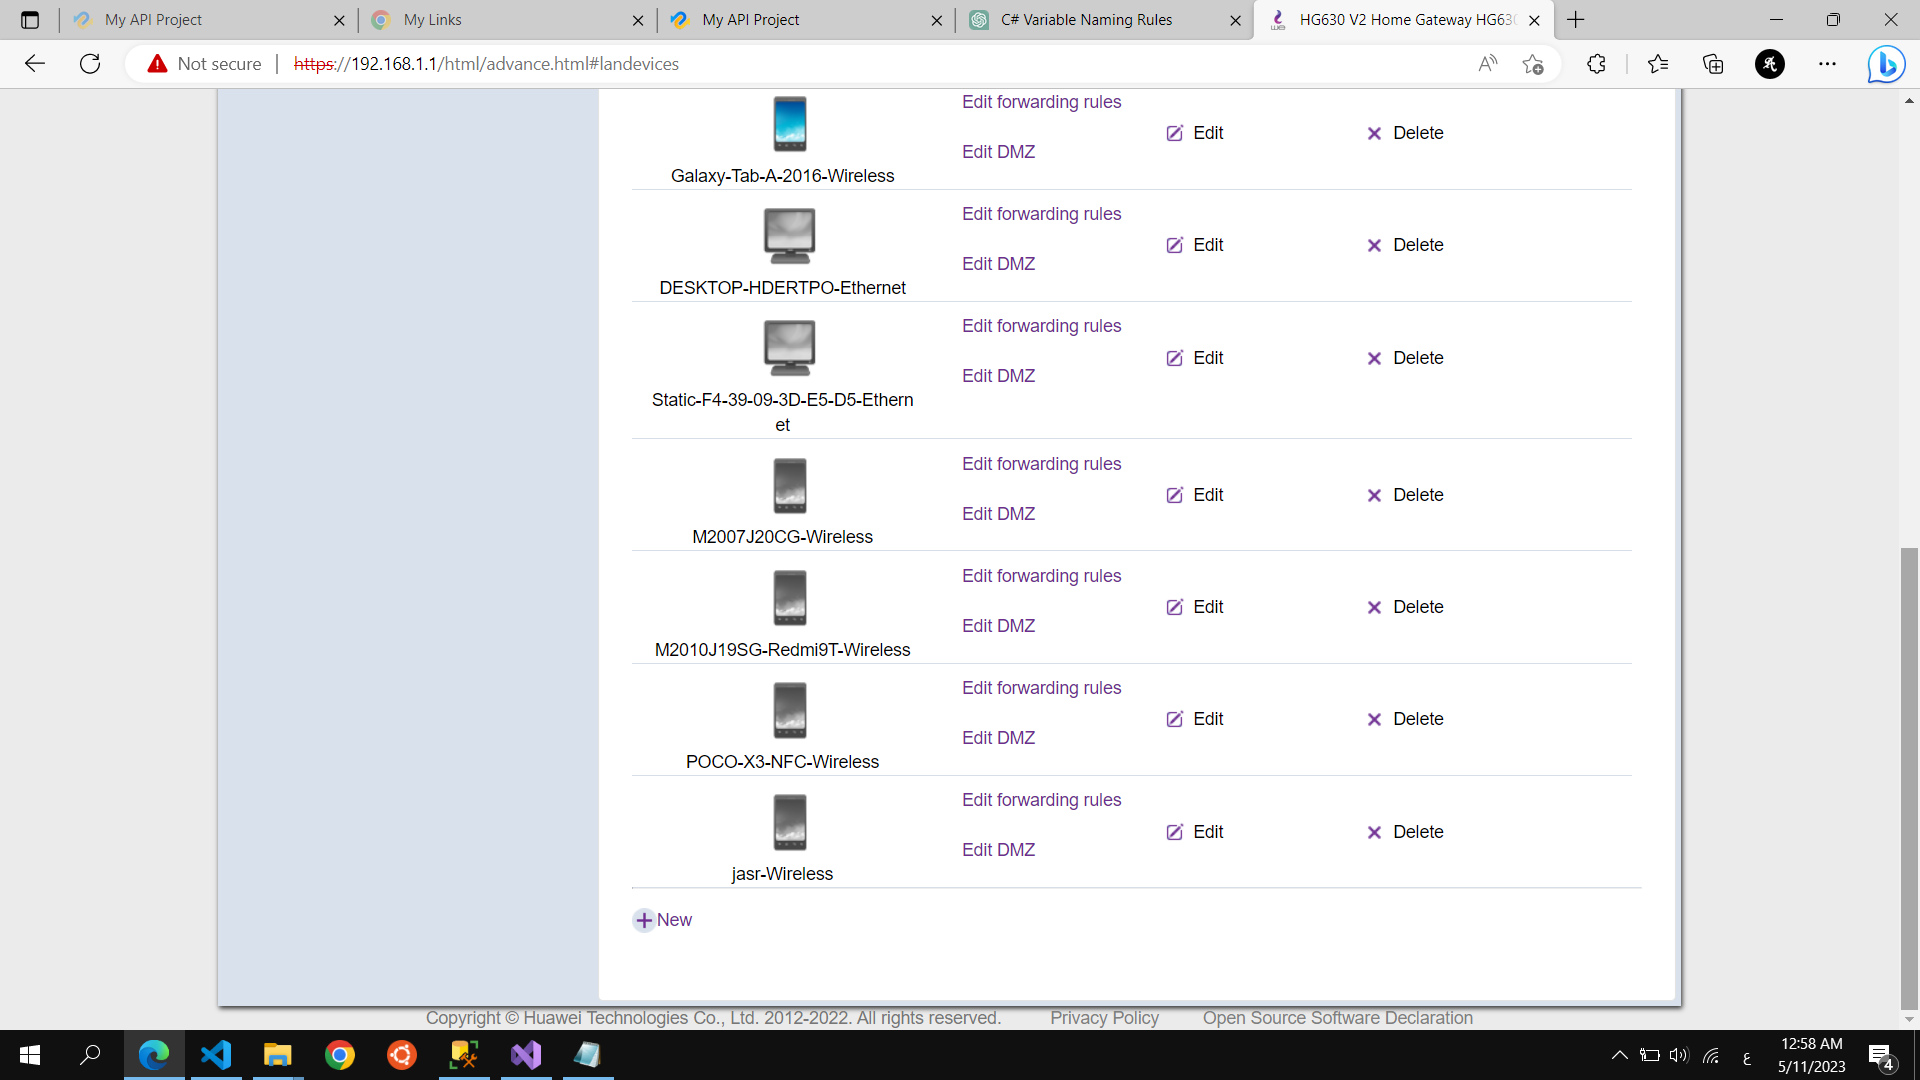 My API Project
My Links
My API Project
C# Variable Naming Rules
HG630 V2 Home Gateway HG630
Not secure
https://192.168.1.1/html/advance.html#landevices
Edit forwarding rules
Edit DMZ
Edit
Delete
Galaxy-Tab-A-2016-Wireless
Edit forwarding rules
Edit DMZ
Edit
Delete
DESKTOP-HDERTPO-Ethernet
Edit forwarding rules
Edit DMZ
Edit
Delete
Static-F4-39-09-3D-E5-D5-Ethern
et
Edit forwarding rules
Edit DMZ
Edit
Delete
M2007J20CG-Wireless
Edit forwarding rules
Edit DMZ
Edit
Delete
M2010J19SG-Redmi9T-Wireless
Edit forwarding rules
Edit DMZ
Edit
Delete
POCO-X3-NFC-Wireless
Edit forwarding rules
Edit DMZ
Edit
Delete
jasr-Wireless
New
Copyright © Huawei Technologies Co., Ltd. 2012-2022. All rights reserved.
Privacy Policy
Open Source Software Declaration
ع
12:58 AM
5/11/2023
4